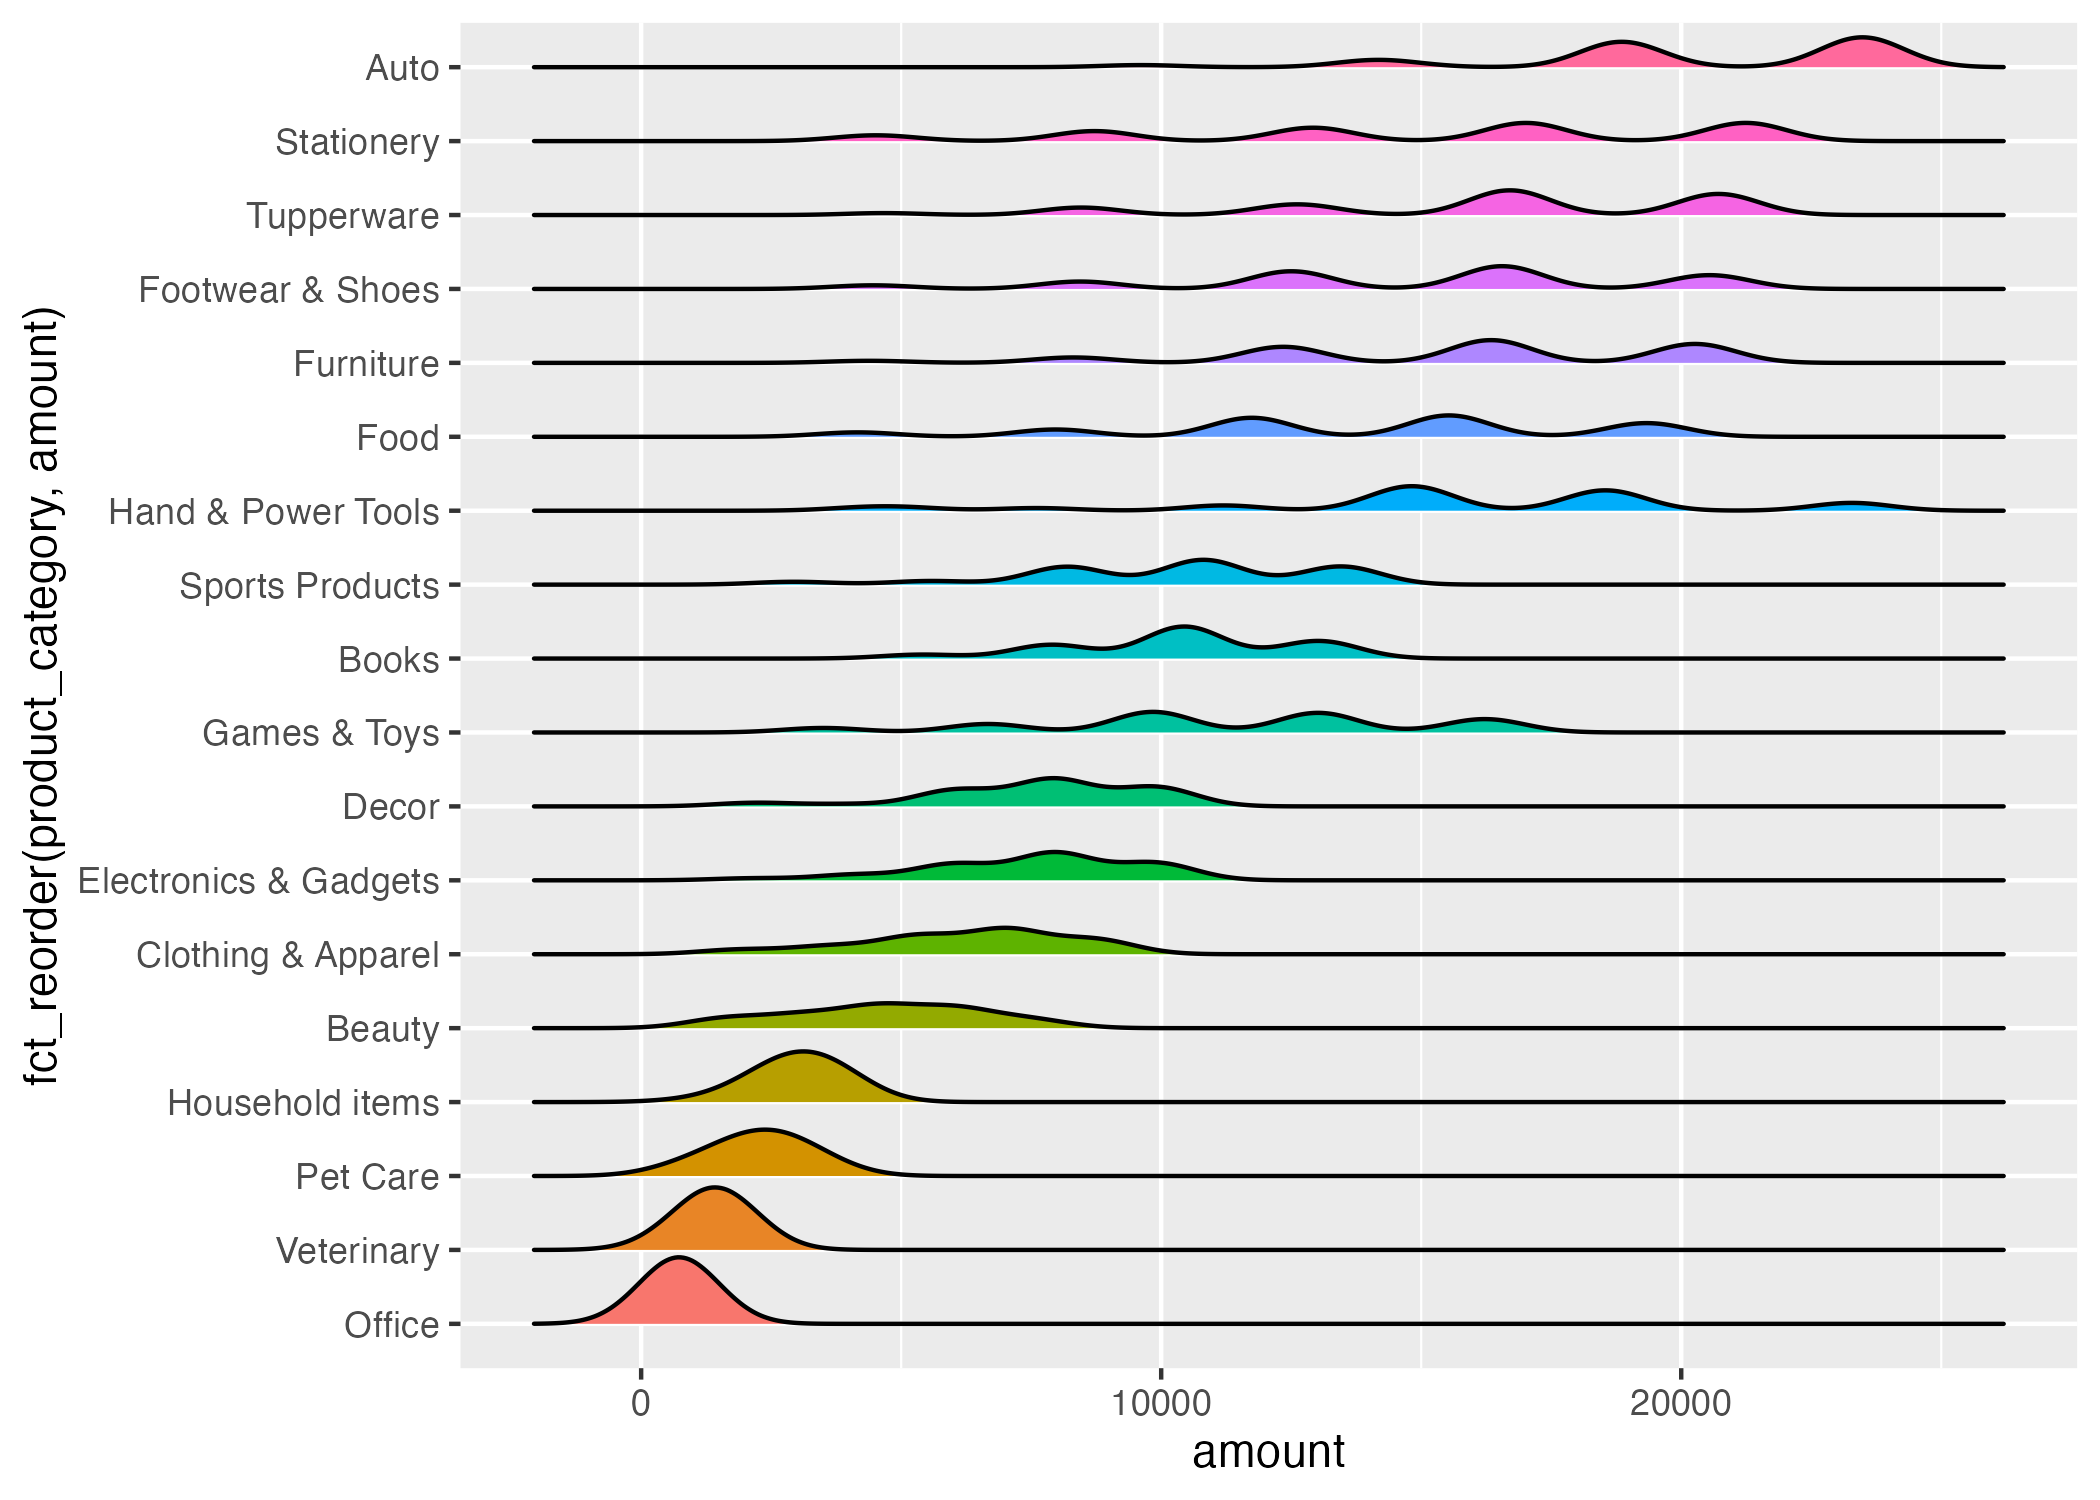 fct_reorder(product_category, amount)
Auto
Stationery
Tupperware
Footwear & Shoes
Furniture
Food
Hand & Power Tools
Sports Products
Books
Games & Toys
Decor
Electronics & Gadgets
Clothing & Apparel
Beauty
Household items
Pet Care
Veterinary
Office
0 10000 20000
amount